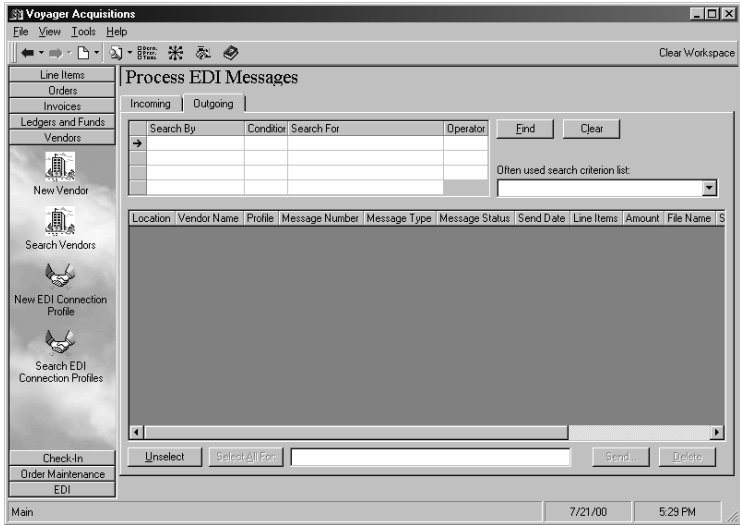 Voyager Acquisitions
File View Tools Help
Clear Workspace
Line Items
Orders
Invoices
Ledgers and Funds
Vendors
New Vendor
Search Vendors
New EDI Connection
Profile
Search EDI
Connection Profiles
Check-In
Order Maintenance
EDI
Process EDI Messages
Incoming Outgoing
Search By Condition Search For Operator
Find Clear
Often used search criterion list:
Location Vendor Name Profile Message Number Message Type Message Status Send Date Line Items Amount File Name S
Unselect Select All For: Send... Delete
Main 7/21/00 5:29 PM